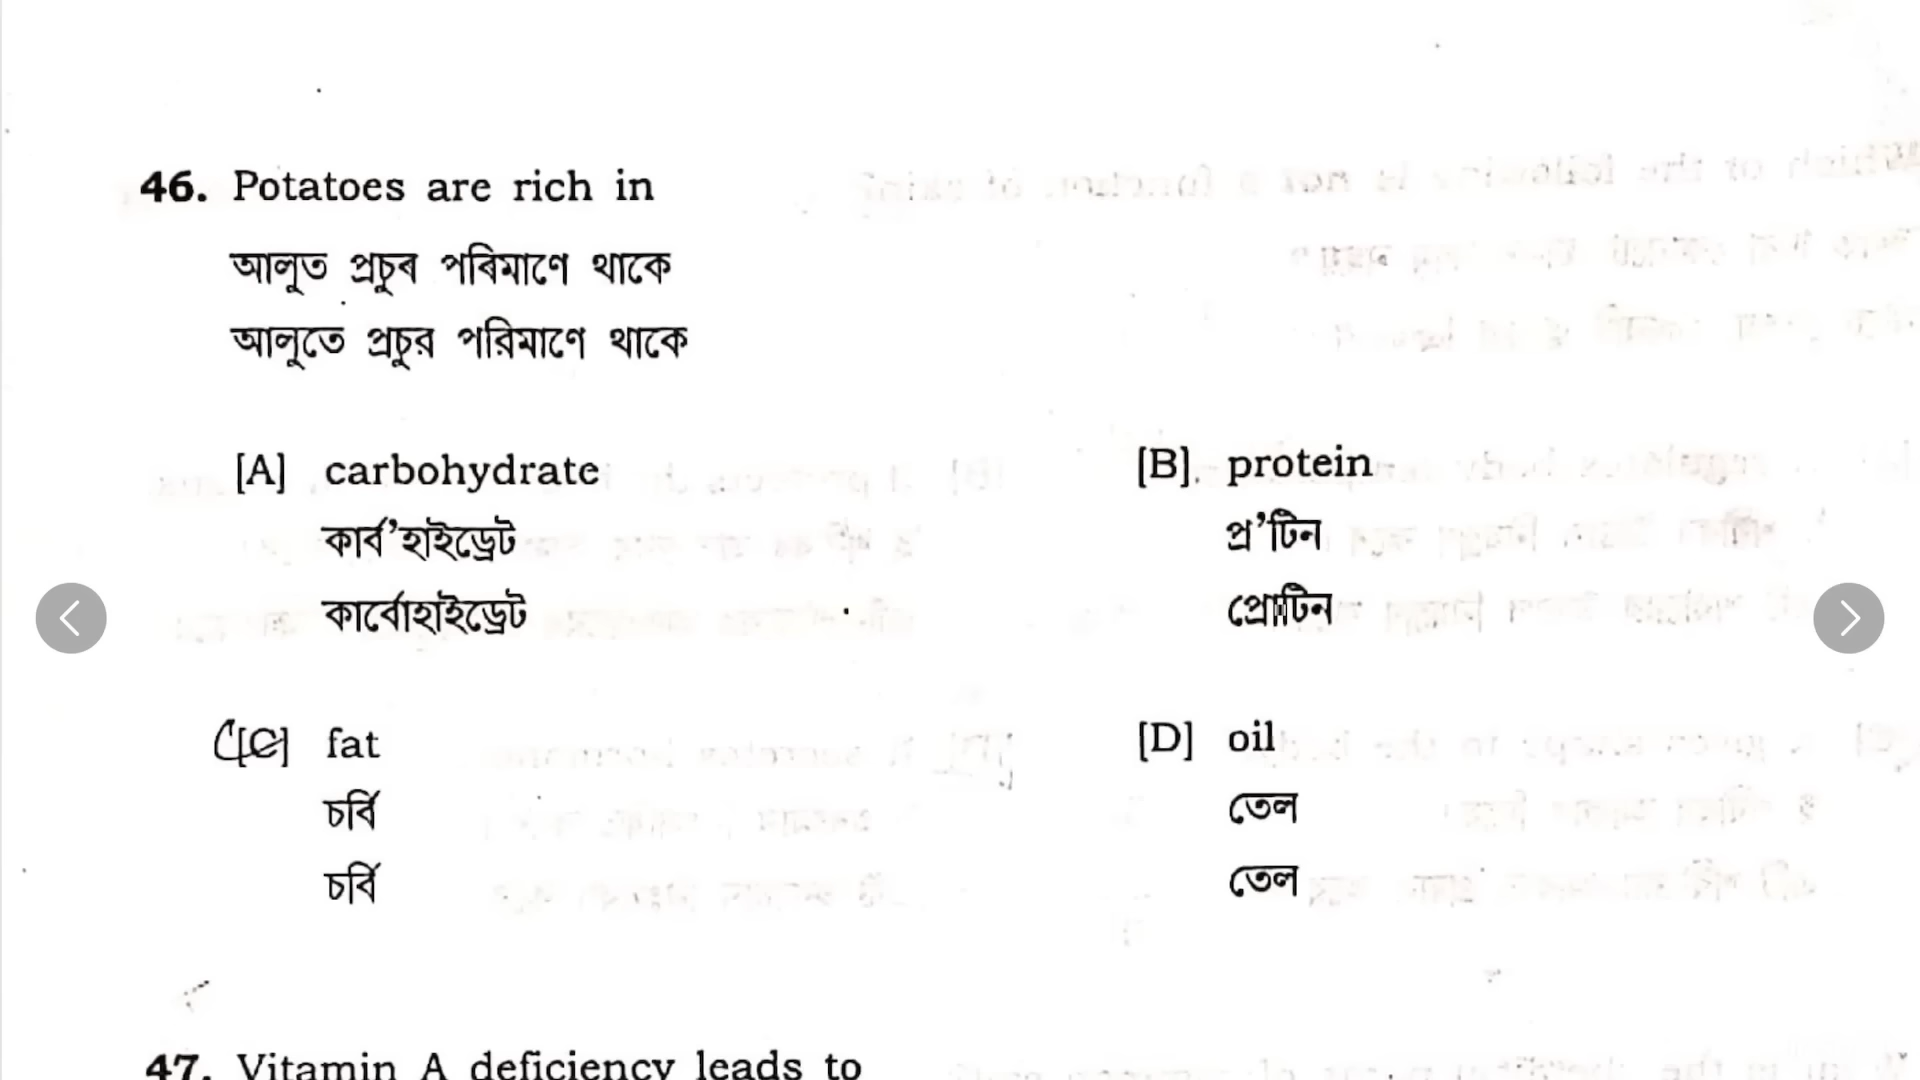 46. Potatoes are rich in
আলুত প্ৰচুৰ পৰিমাণে থাকে
আলুতে প্রচুর পরিমাণে থাকে
[A] carbohydrate
কাৰ্ব'হাইড্ৰেট
কার্বোহাইড্রেট
[B] protein
প্ৰ'টিন
প্রোটিন
[C] fat
চৰ্বি
চর্বি
[D] oil
তেল
তেল
47. Vitamin A deficiency leads to